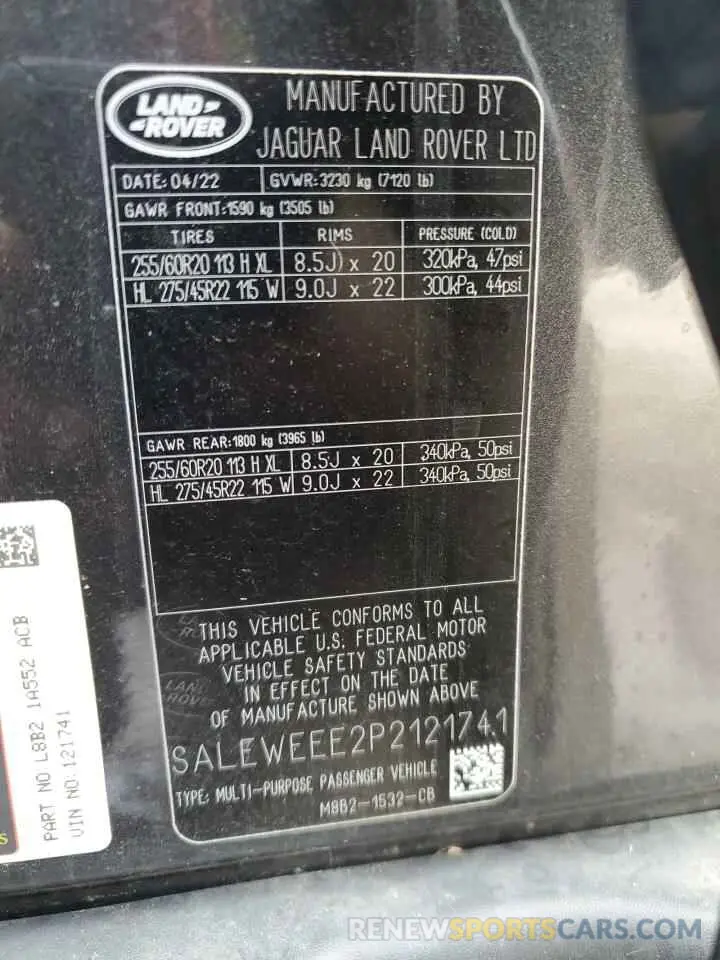 LAND-
-ROVER
MANUFACTURED BY
JAGUAR LAND ROVER LTD
DATE: 04/22 GVWR:3230 kg (7120 lb)
GAWR FRONT:1590 kg (3505 lb)
TIRES RIMS PRESSURE (COLD)
255/60R20 113 H XL 8.5J x 20 320kPa, 47psi
HL 275/45R22 115 W 9.0J x 22 300kPa, 44psi
GAWR REAR:1800 kg (3965 lb)
255/60R20 113 H XL 8.5J x 20 340kPa, 50psi
HL 275/45R22 115 W 9.0J x 22 340kPa, 50psi
THIS VEHICLE CONFORMS TO ALL
APPLICABLE U.S. FEDERAL MOTOR
VEHICLE SAFETY STANDARDS
IN EFFECT ON THE DATE
OF MANUFACTURE SHOWN ABOVE
LAND
ROVER
SALEWEEE2P2121741
TYPE: MULTI-PURPOSE PASSENGER VEHICLE
M8B2-1532-CB
PART NO L8B2 1A552 ACB
VIN NO:121741
RENEWSPORTSCARS.COM